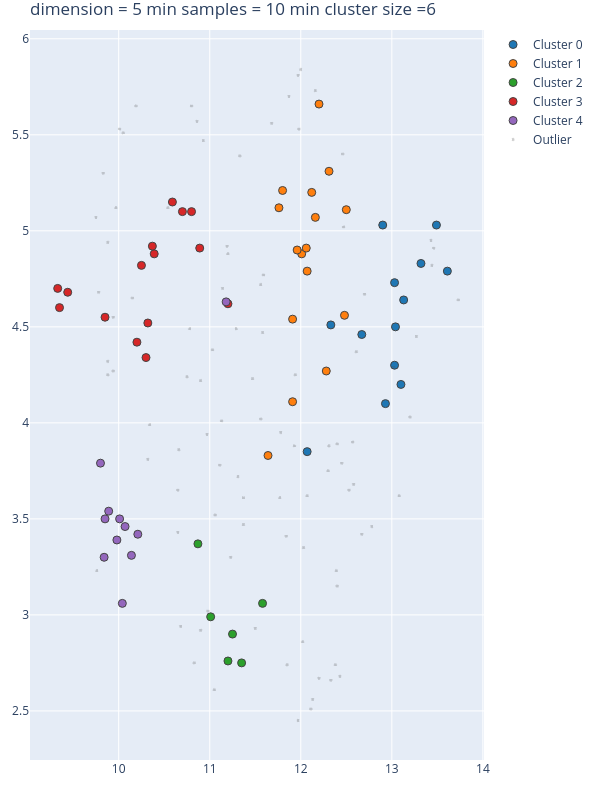 dimension = 5 min samples = 10 min cluster size =6
6
5.5
5
4.5
4
3.5
3
2.5
10
11
12
13
14
Cluster 0
Cluster 1
Cluster 2
Cluster 3
Cluster 4
Outlier